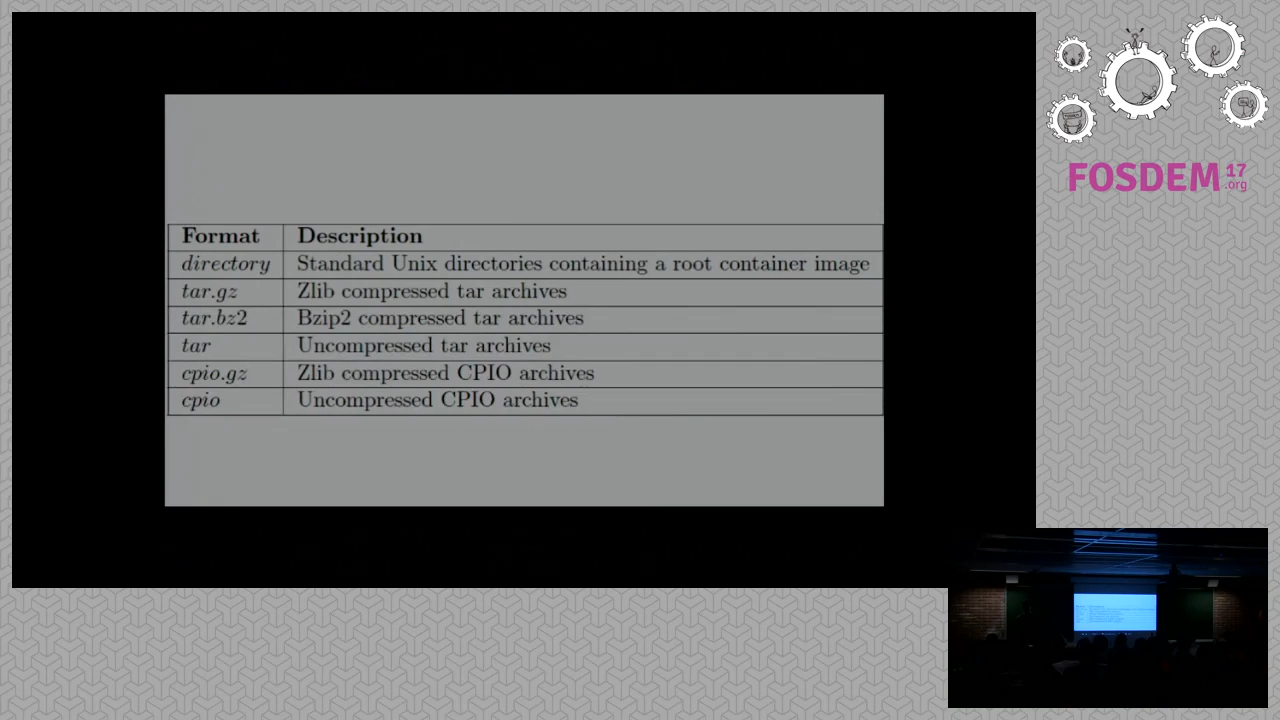 Format Description
directory Standard Unix directories containing a root container image
tar.gz Zlib compressed tar archives
tar.bz2 Bzip2 compressed tar archives
tar Uncompressed tar archives
cpio.gz Zlib compressed CPIO archives
cpio Uncompressed CPIO archives
FOSDEM 17
.org